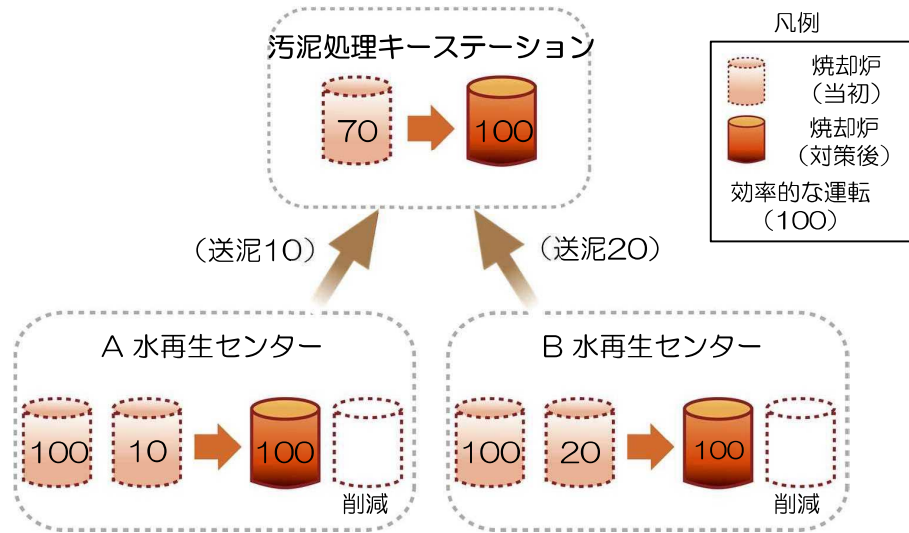 凡例
汚泥処理キーステーション
70
100
焼却炉
（当初）
焼却炉
（対策後）
効率的な運転
（100）
（送泥10）
（送泥20）
A 水再生センター
100
10
100
削減
B 水再生センター
100
20
100
削減